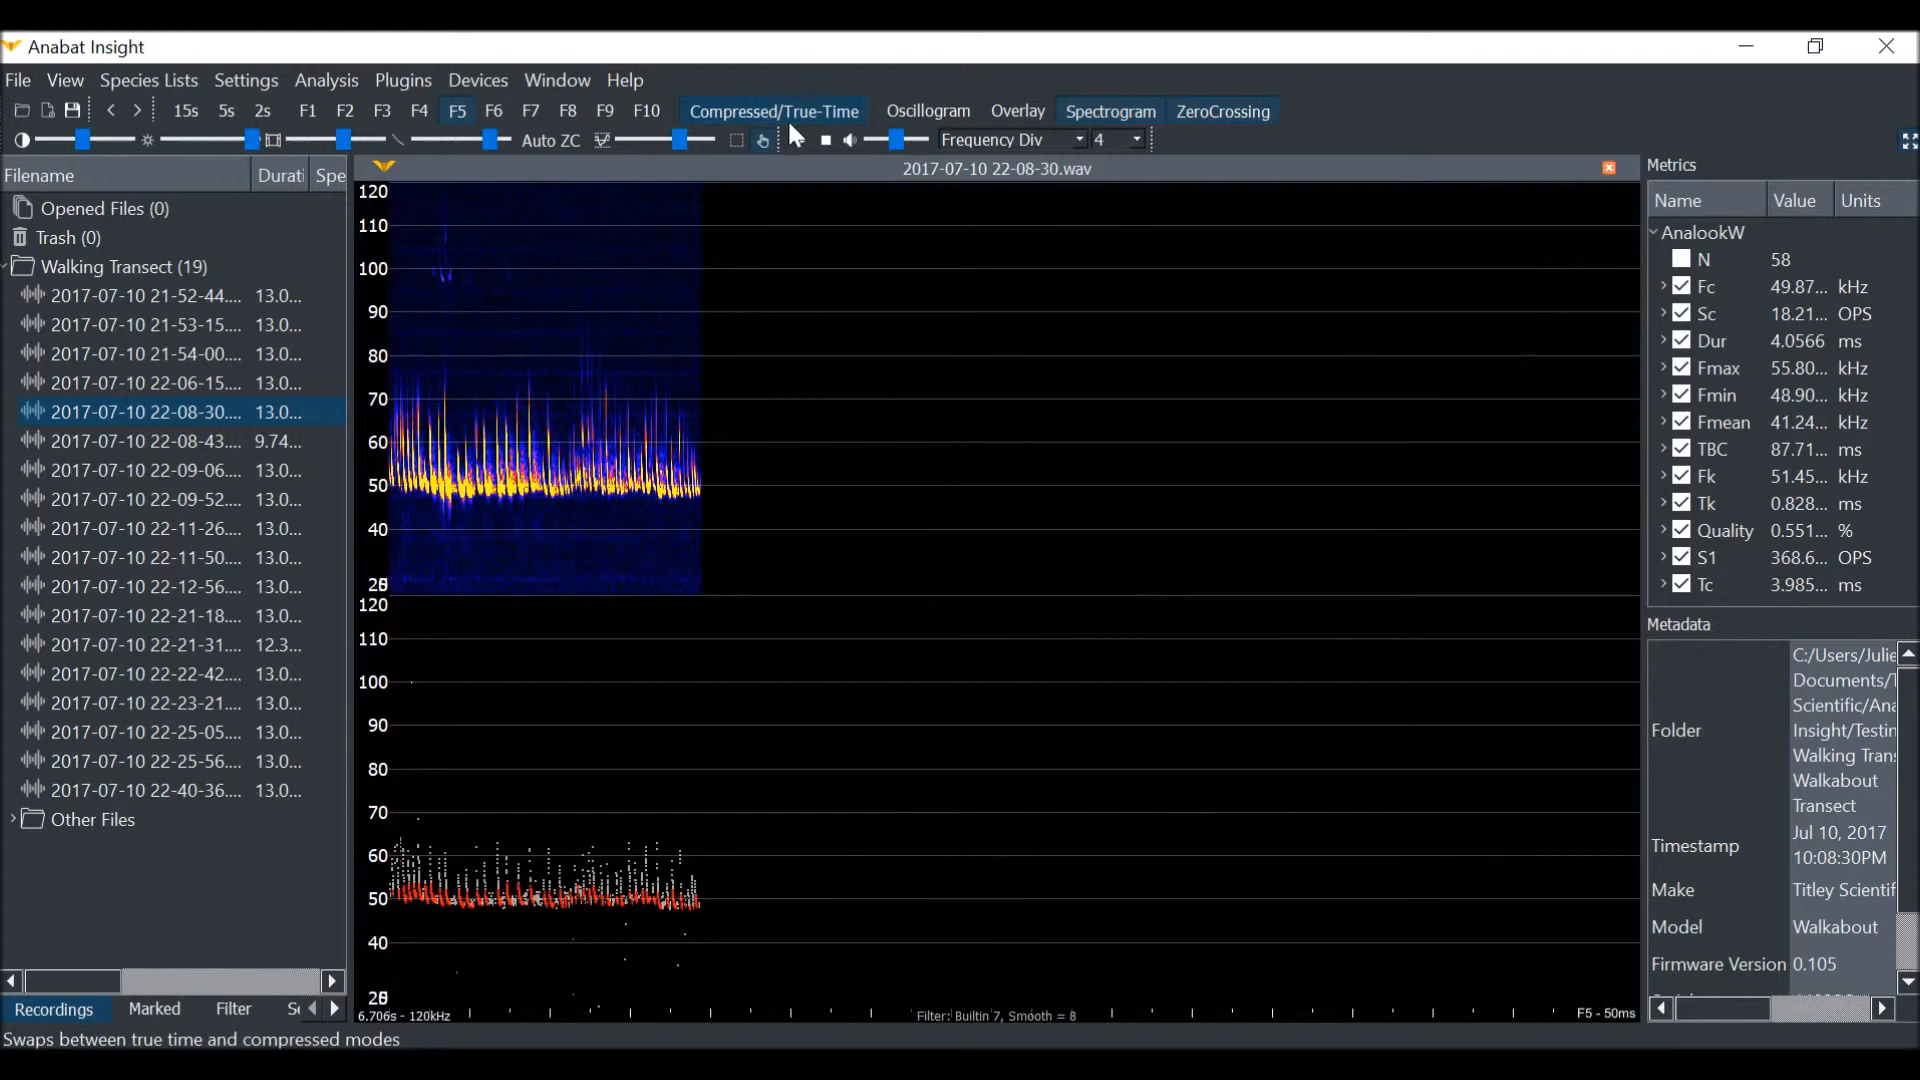 Anabat Insight
File View Species Lists Settings Analysis Plugins Devices Window Help
15s 5s 2s F1 F2 F3 F4 F5 F6 F7 F8 F9 F10 Compressed/True-Time Oscillogram Overlay Spectrogram ZeroCrossing
Auto ZC Frequency Div 4
Filename Durati Spe
Opened Files (0)
Trash (0)
Walking Transect (19)
2017-07-10 21-52-44.... 13.0...
2017-07-10 21-53-15.... 13.0...
2017-07-10 21-54-00.... 13.0...
2017-07-10 22-06-15.... 13.0...
2017-07-10 22-08-30.... 13.0...
2017-07-10 22-08-43.... 9.74...
2017-07-10 22-09-06.... 13.0...
2017-07-10 22-09-52.... 13.0...
2017-07-10 22-11-26.... 13.0...
2017-07-10 22-11-50.... 13.0...
2017-07-10 22-12-56.... 13.0...
2017-07-10 22-21-18.... 13.0...
2017-07-10 22-21-31.... 12.3...
2017-07-10 22-22-42.... 13.0...
2017-07-10 22-23-21.... 13.0...
2017-07-10 22-25-05.... 13.0...
2017-07-10 22-25-56.... 13.0...
2017-07-10 22-40-36.... 13.0...
Other Files
Recordings Marked Filter
Swaps between true time and compressed modes
2017-07-10 22-08-30.wav
120
110
100
90
80
70
60
50
40
120
110
100
90
80
70
60
50
40
6.706s - 120kHz
Filter: Builtin 7, Smooth = 8
F5 - 50ms
Metrics
Name Value Units
AnalookW
N 58
Fc 49.87... kHz
Sc 18.21... OPS
Dur 4.0566 ms
Fmax 55.80... kHz
Fmin 48.90... kHz
Fmean 41.24... kHz
TBC 87.71... ms
Fk 51.45... kHz
Tk 0.828... ms
Quality 0.551... %
S1 368.6... OPS
Tc 3.985... ms
Metadata
Folder
C:/Users/Julie
Documents/T
Scientific/Ana
Insight/Testin
Walking Trans
Walkabout
Transect
Timestamp
Jul 10, 2017
10:08:30PM
Make Titley Scientif
Model Walkabout
Firmware Version 0.105